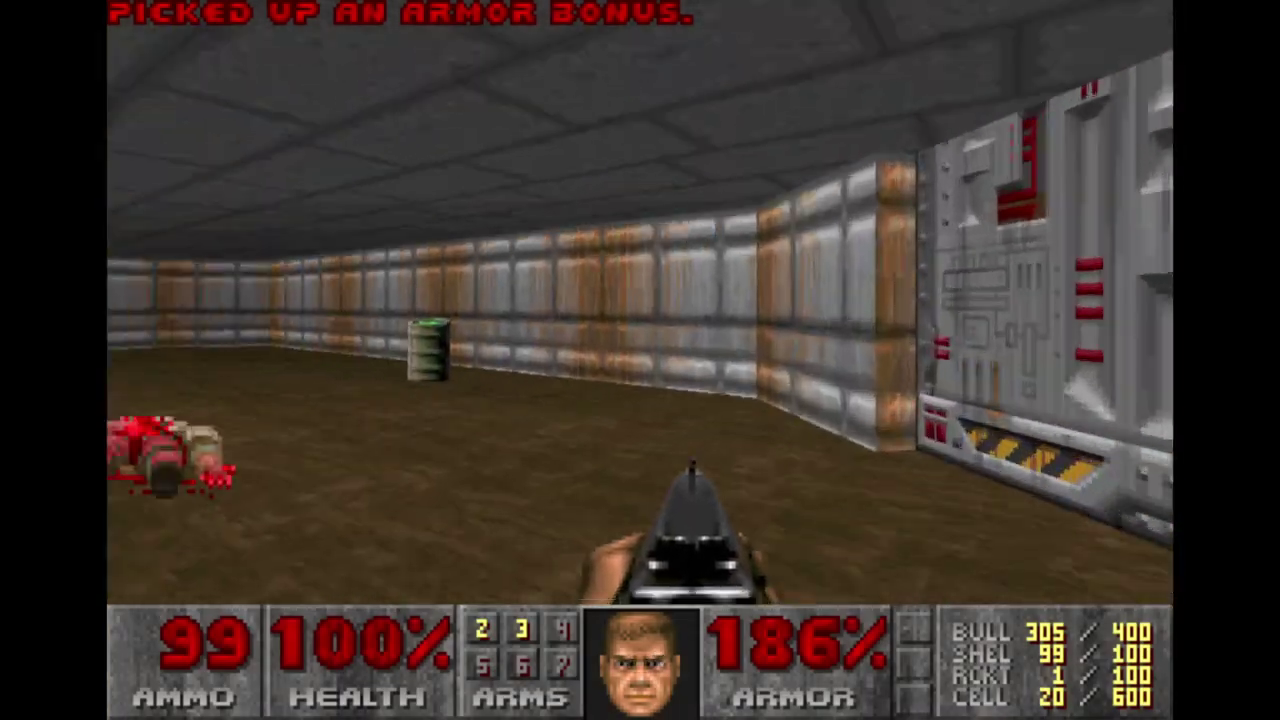 PICKED UP AN ARMOR BONUS.
99 100% 2 3 4 186% BULL 305 / 400
5 6 7 SHEL 99 / 100
RCKT 1 / 100
AMMO HEALTH ARMS ARMOR CELL 20 / 600